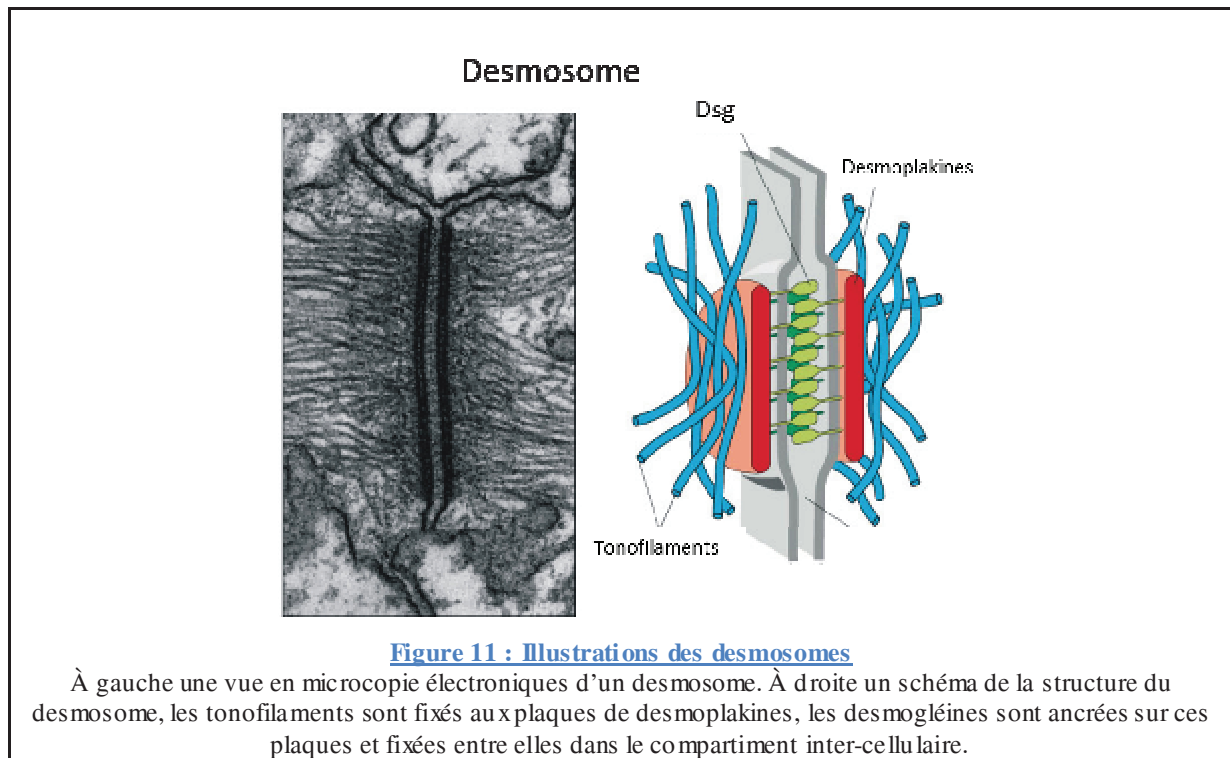 Desmosome
Dsg
Desmoplakines
Tonofilaments
Figure 11 : Illustrations des desmosomes
À gauche une vue en microcopie électroniques d'un desmosome. À droite un schéma de la structure du
desmosome, les tonofilaments sont fixés aux plaques de desmoplakines, les desmogléines sont ancrées sur ces
plaques et fixées entre elles dans le compartiment inter-cellulaire.